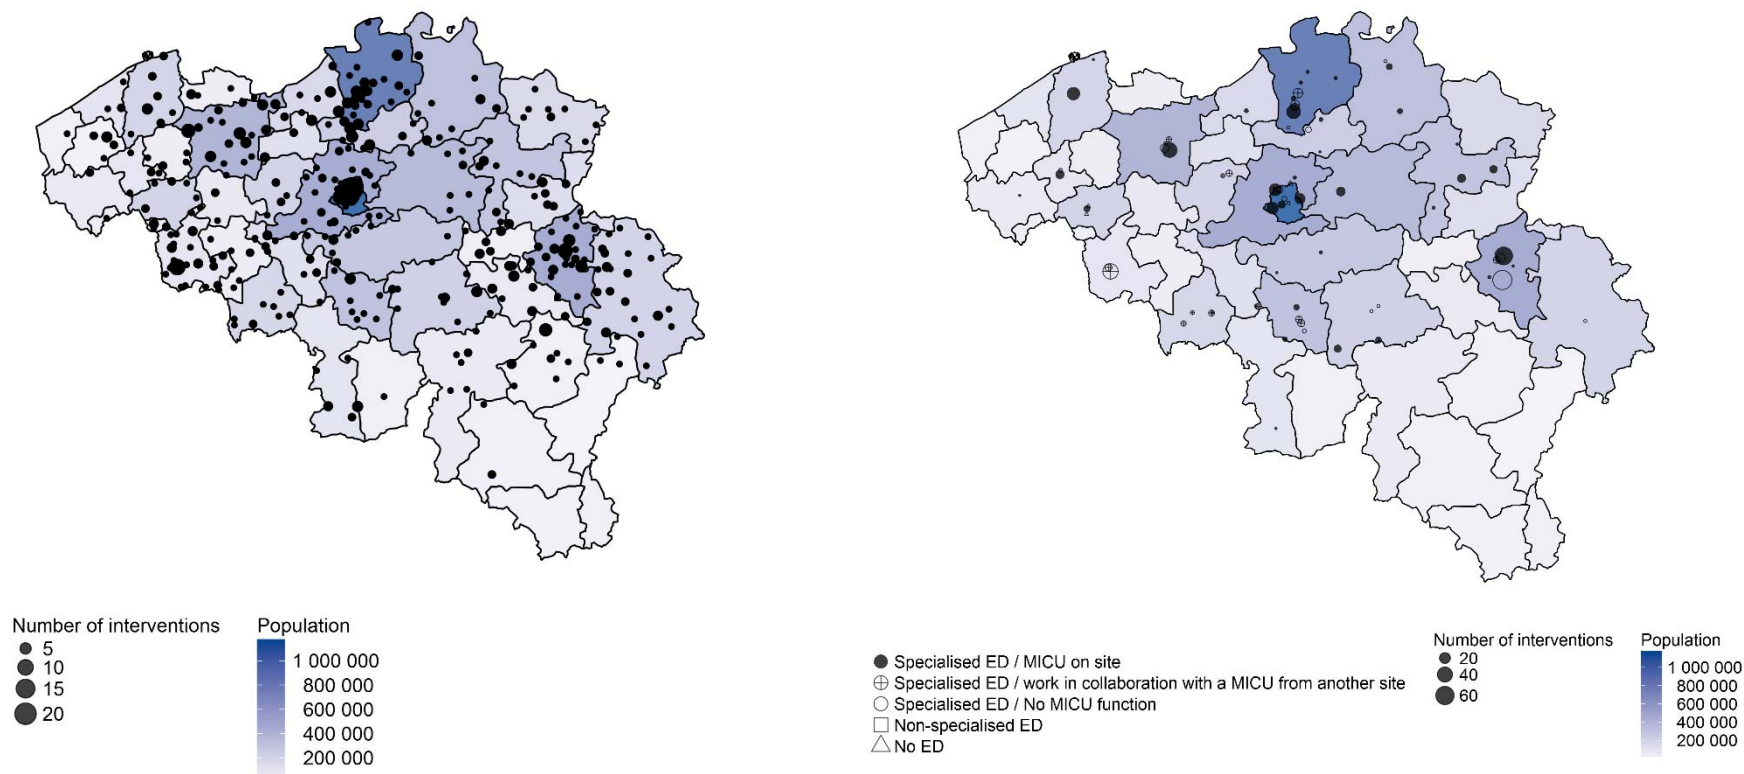 Number of interventions
5
10
15
20
Population
1 000 000
800 000
600 000
400 000
200 000
Specialised ED / MICU on site
Specialised ED / work in collaboration with a MICU from another site
Specialised ED / No MICU function
Non-specialised ED
No ED
Number of interventions
20
40
60
Population
1 000 000
800 000
600 000
400 000
200 000